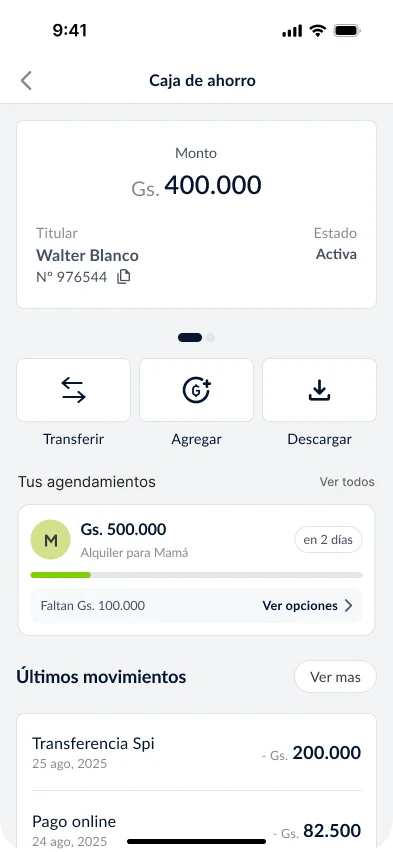 9:41
Caja de ahorro
Monto
Gs. 400.000
Titular
Estado
Walter Blanco
Activa
N° 976544
G
Transferir
Agregar
Descargar
Tus agendamientos
Ver todos
M
Gs. 500.000
Alquiler para Mamá
en 2 días
Faltan Gs. 100.000
Ver opciones
Últimos movimientos
Ver mas
Transferencia Spi
25 ago, 2025
- Gs. 200.000
Pago online
24 ago, 2025
- Gs. 82.500